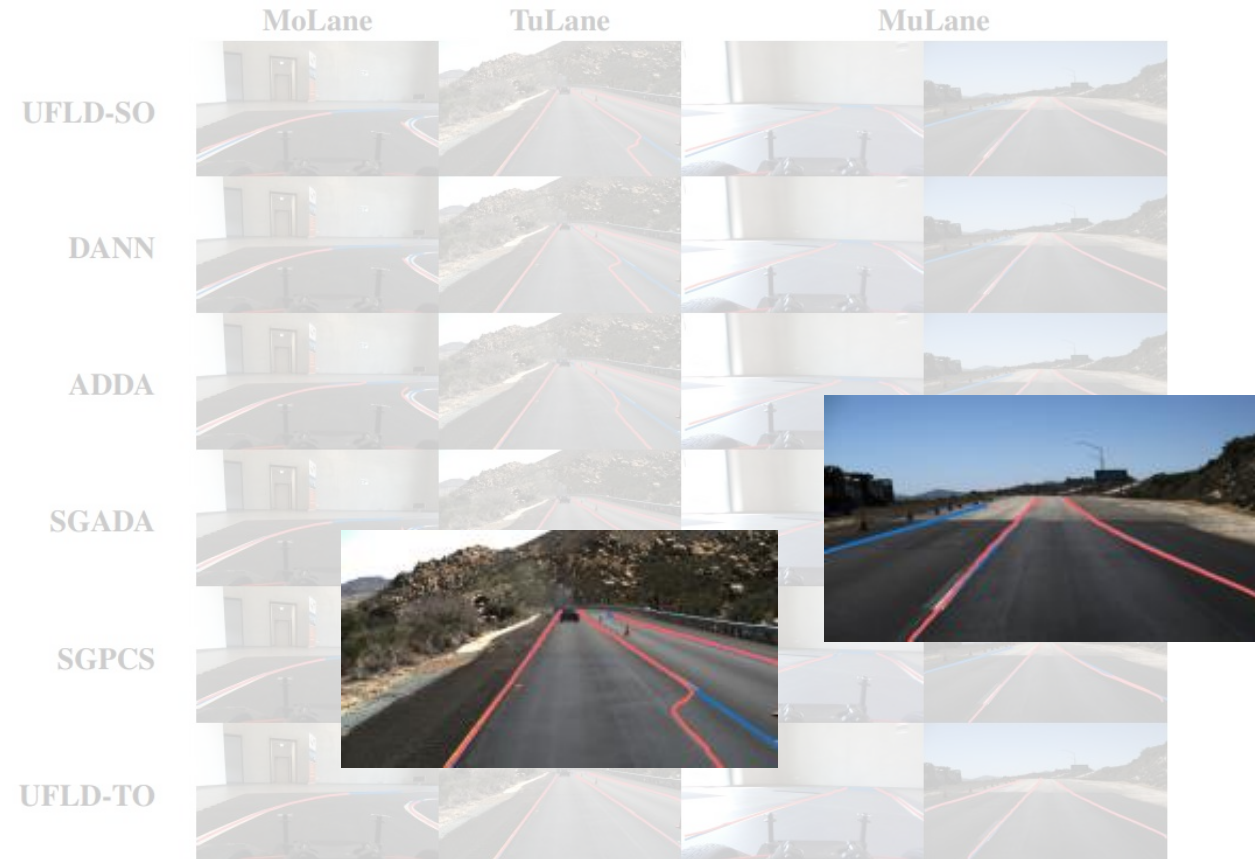 MoLane TuLane MuLane
UFLD-SO
DANN
ADDA
SGADA
SGPCS
UFLD-TO